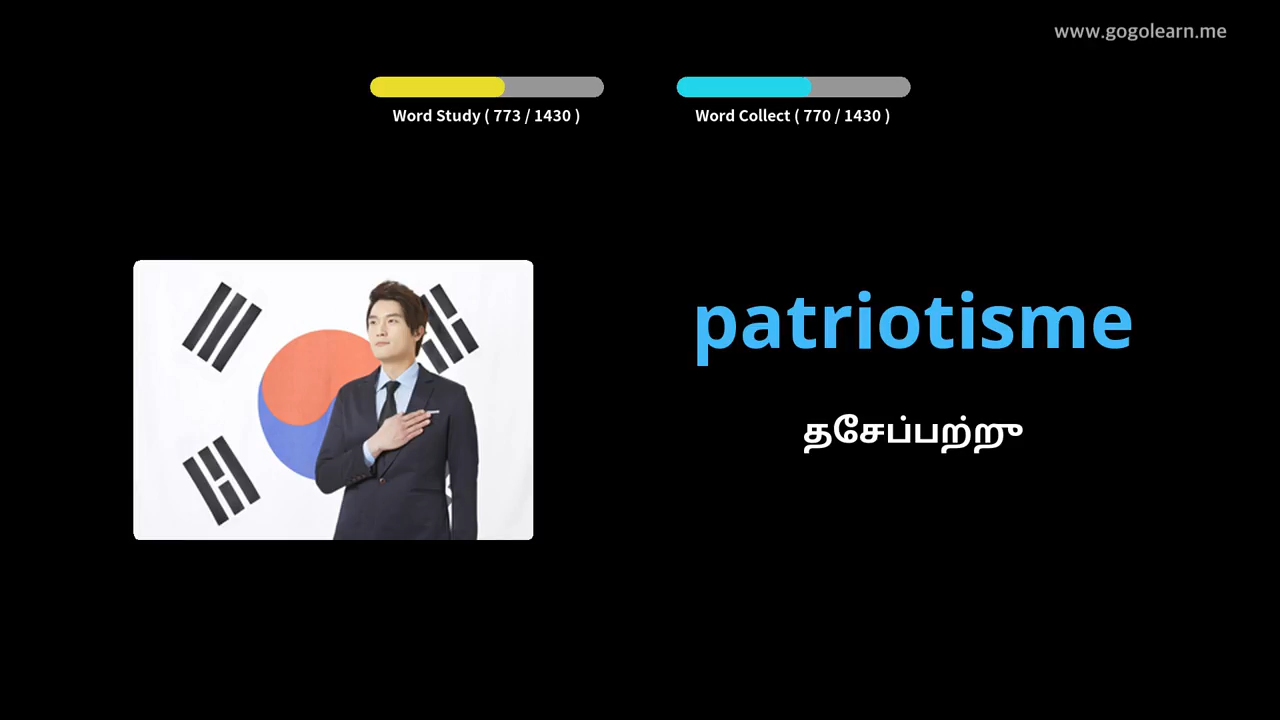 www.gogolearn.me
Word Study ( 773 / 1430 )
Word Collect ( 770 / 1430 )
patriotisme
தசேப்பற்று